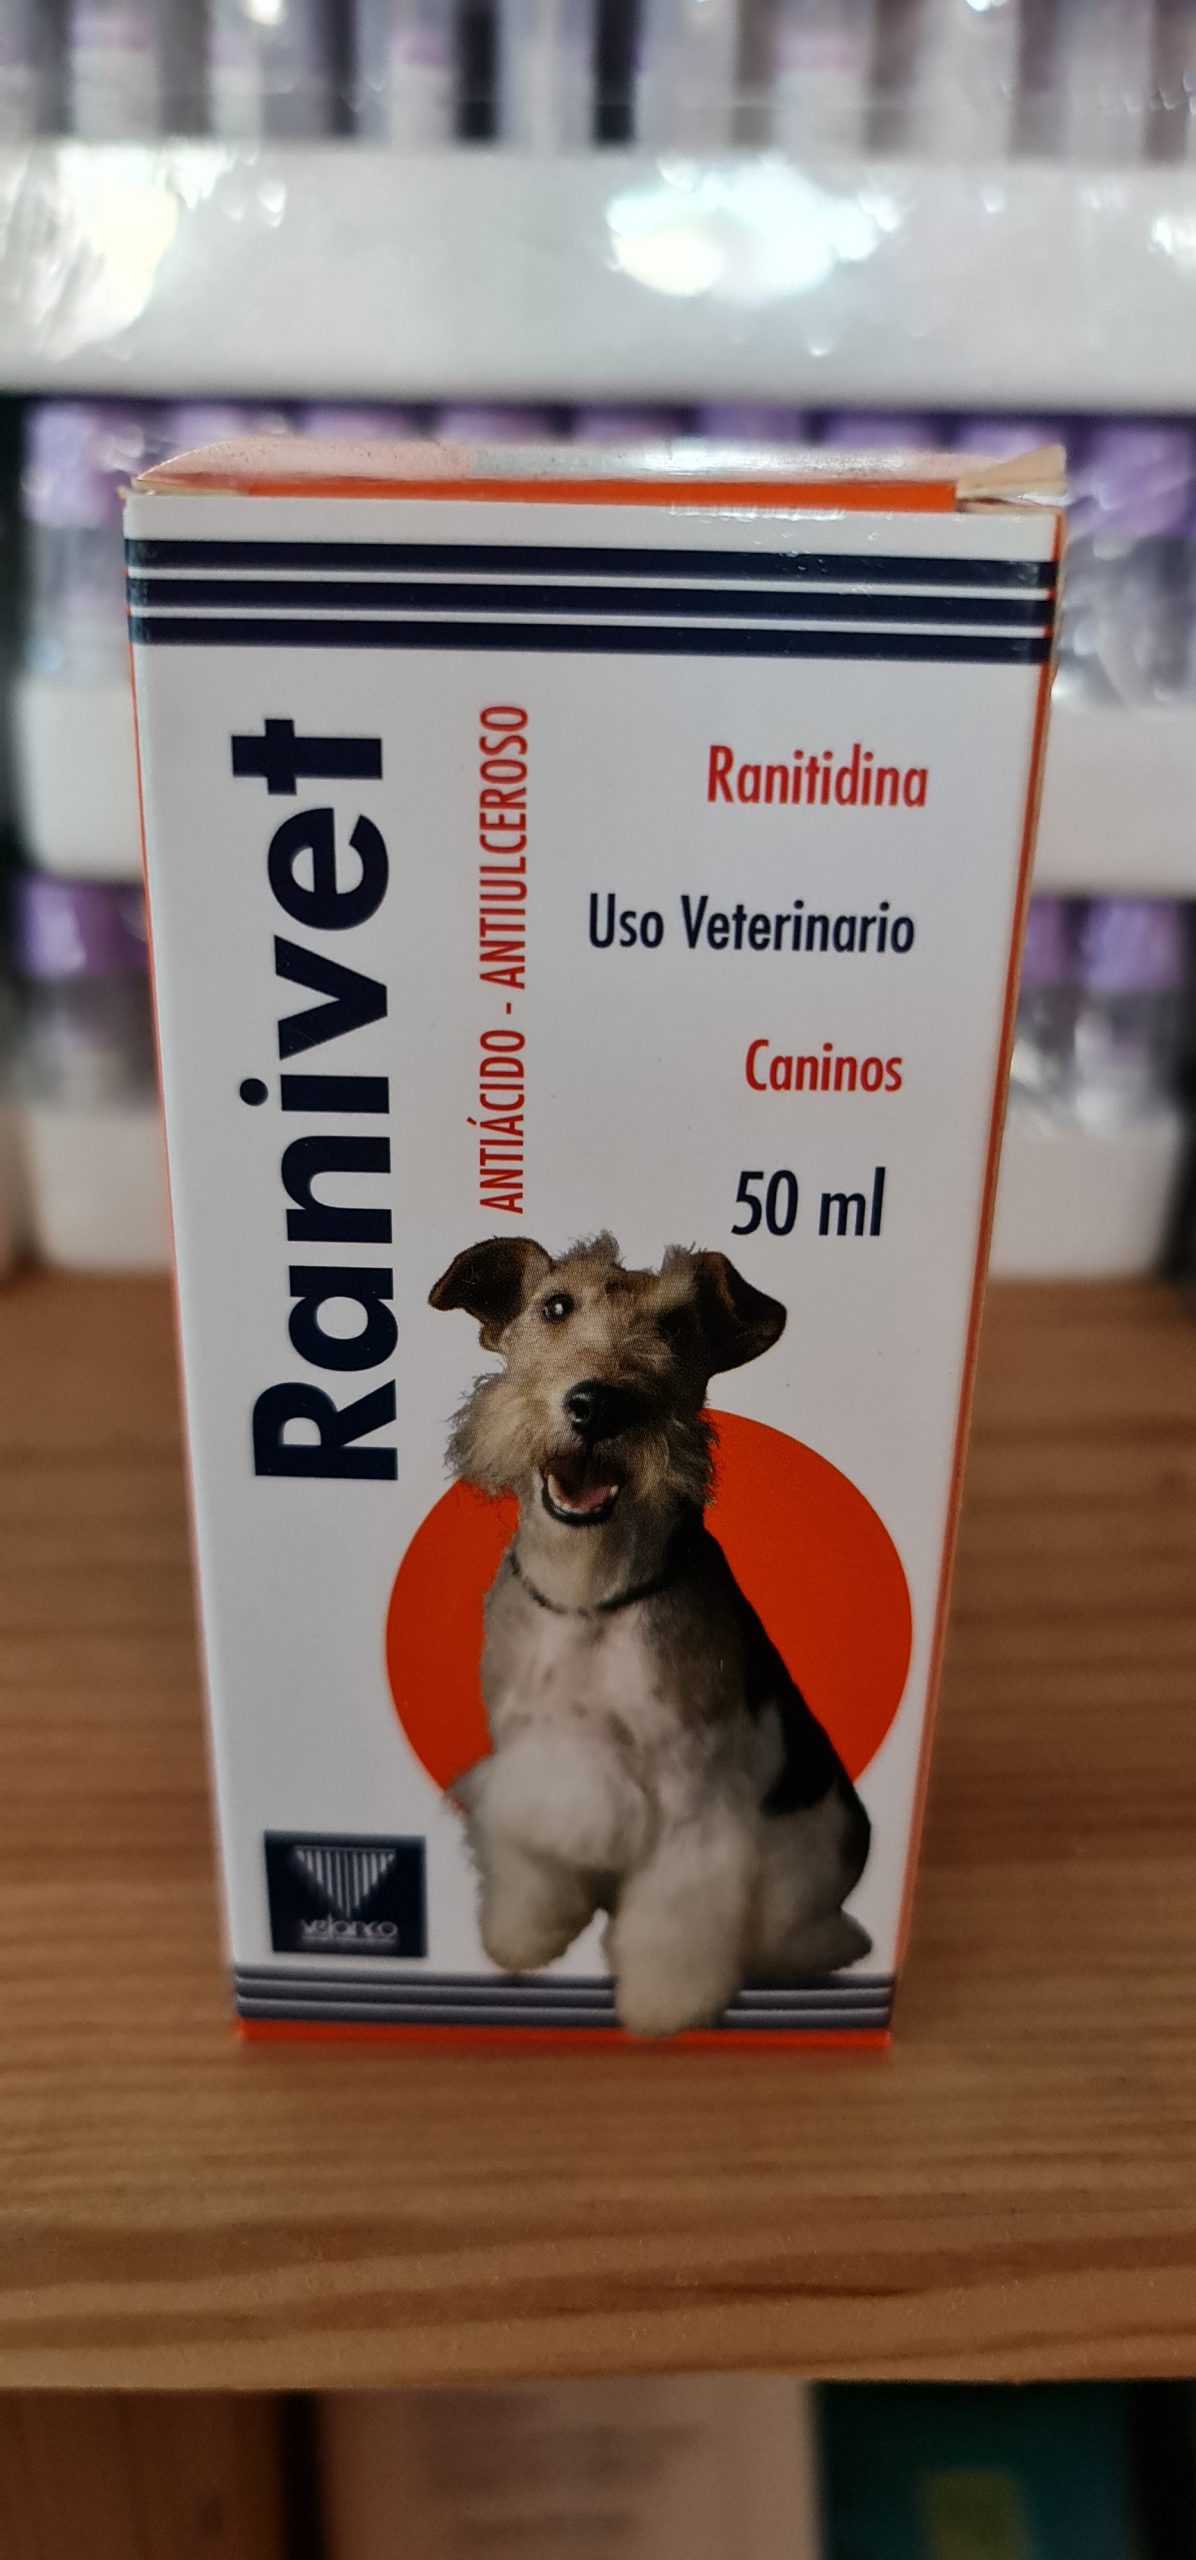 Ranivet
ANTIÁCIDO - ANTIULCEROSO
Ranitidina
Uso Veterinario
Caninos
50 ml